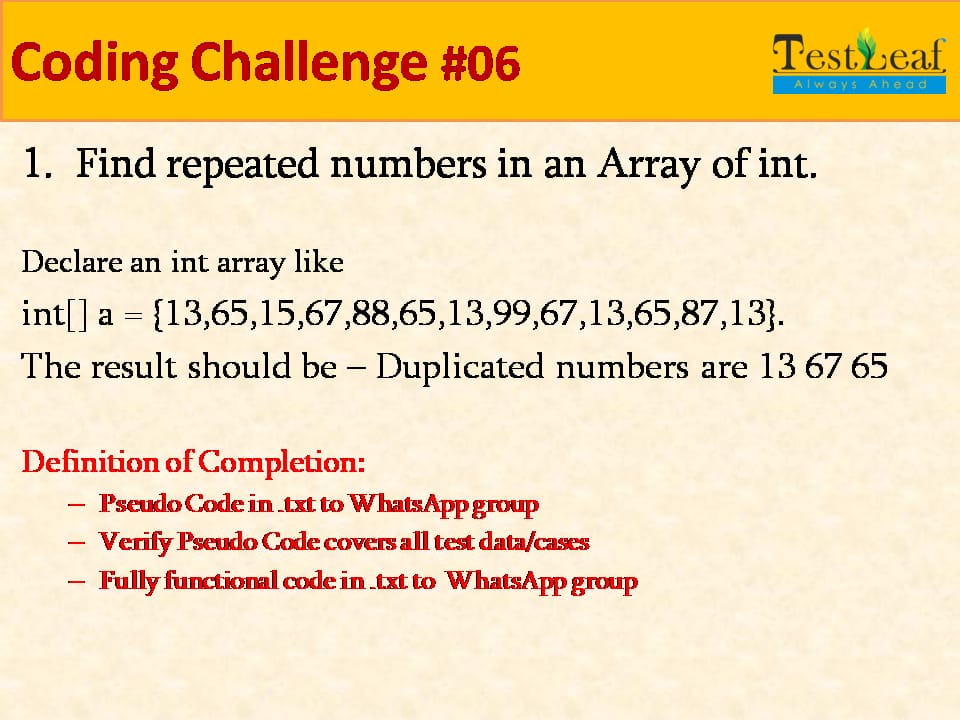 Coding Challenge #06
TestLeaf
Always Ahead
1. Find repeated numbers in an Array of int.
Declare an int array like
int[] a = {13,65,15,67,88,65,13,99,67,13,65,87,13}.
The result should be – Duplicated numbers are 13 67 65
Definition of Completion:
– Pseudo Code in .txt to WhatsApp group
– Verify Pseudo Code covers all test data/cases
– Fully functional code in .txt to WhatsApp group